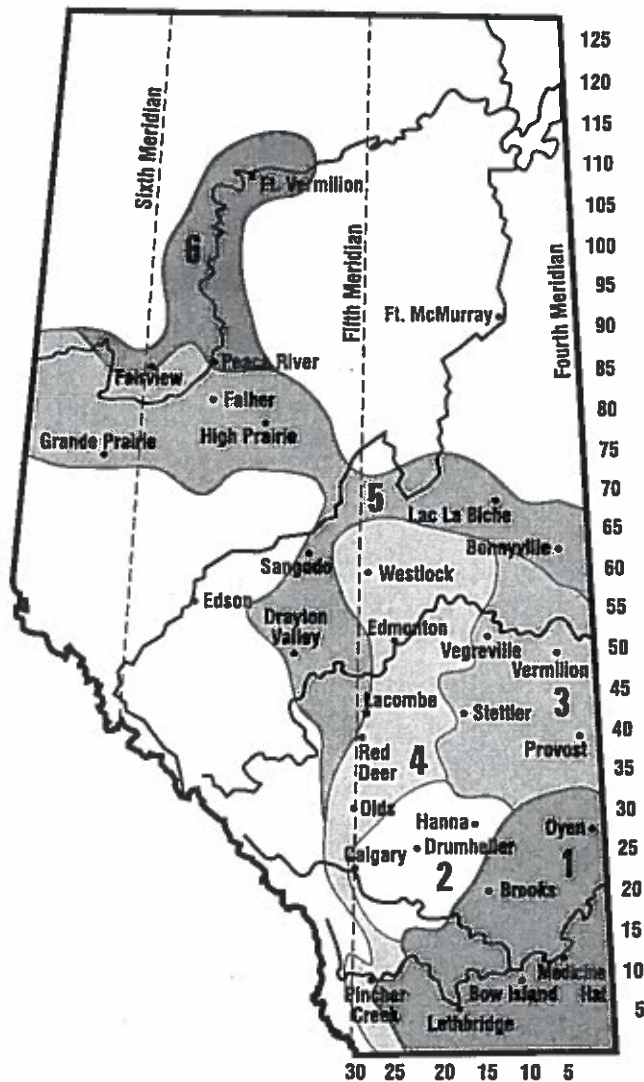 125
120
115
110
105
100
95
90
85
80
75
70
65
60
55
50
45
40
35
30
25
20
15
10
5
Sixth Meridian
Fifth Meridian
Fourth Meridian
Ft. Vermilion
6
Ft. McMurray
Peace River
Fairview
Falher
Grande Prairie
High Prairie
5
Lac La Biche
Bonnyville
Sangodo
Westlock
Edson
Drayton
Valley
Edmonton
Vegreville
Vermilion
Lacombe
Stettler
3
Provost
Red
Deer
4
Olds
Hanna
Oyen
Calgary
Drumheller
1
2
Brooks
Medicine
Hat
Pincher
Creek
Bow Island
Lethbridge
30 25 20 15 10 5